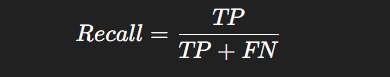 Recall = TP / TP + FN